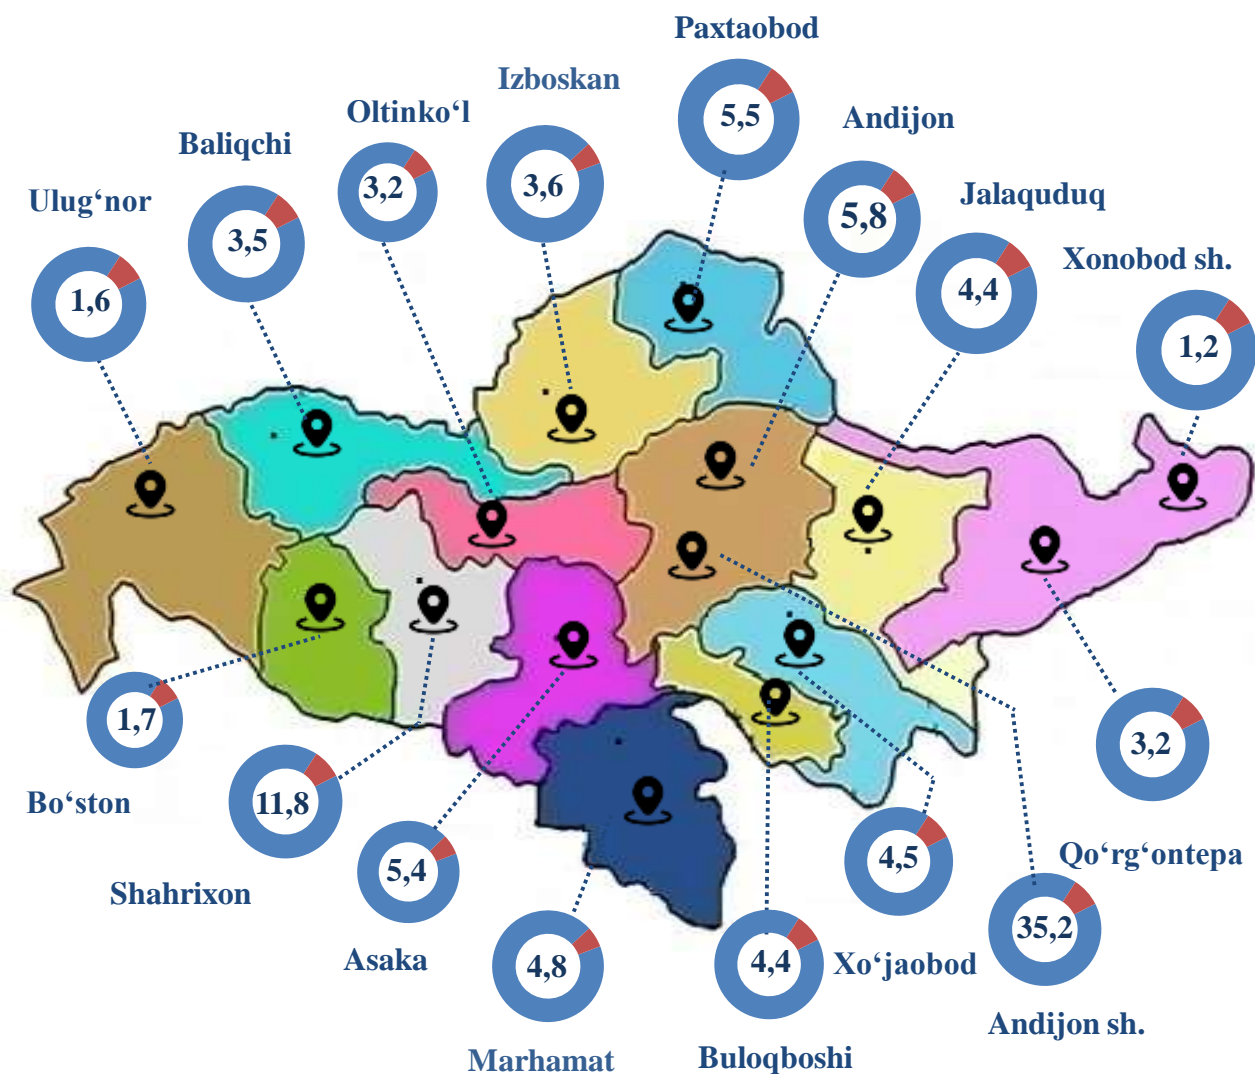 Paxtaobod
5,5
Izboskan
3,6
Oltinko‘l
3,2
Andijon
5,8
Baliqchi
3,5
Jalaquduq
4,4
Ulug‘nor
1,6
Xonobod sh.
1,2
1,7
Bo‘ston
11,8
Shahrixon
5,4
Asaka
4,8
Marhamat
4,4
Buloqboshi
4,5
Xo‘jaobod
3,2
Qo‘rg‘ontepa
35,2
Andijon sh.